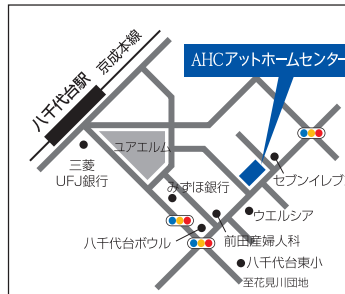 京成本線
八千代台駅
AHCアットホームセンター
ユアエルム
三菱
UFJ銀行
みずほ銀行
セブンイレブ
ウエルシア
八千代台ボウル
前田産婦人科
八千代台東小
至花見川団地